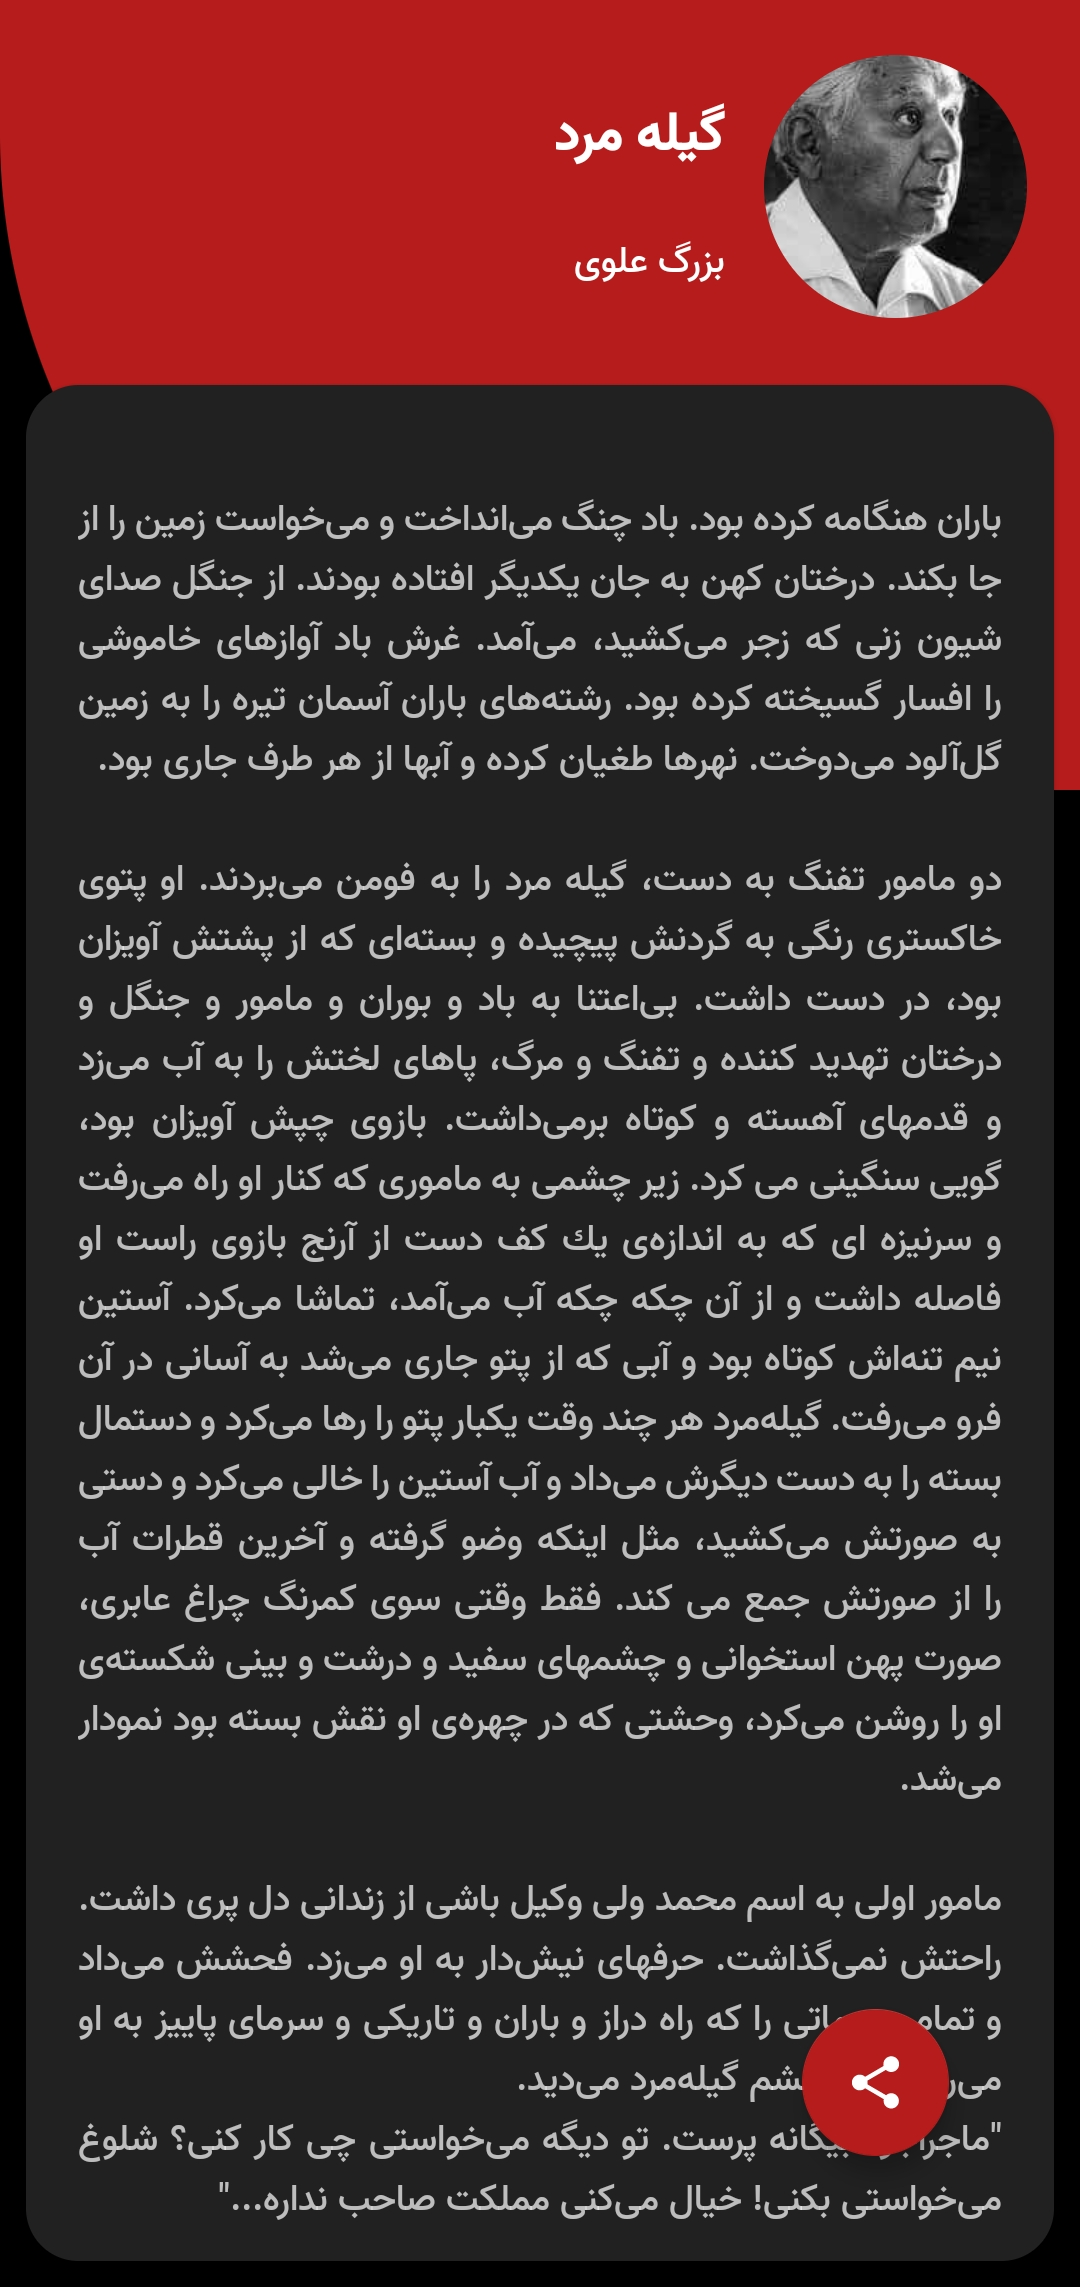 گیله مرد
بزرگ علوی
باران هنگامه کرده بود. باد چنگ می‌انداخت و می‌خواست زمین را از
جا بکند. درختان کهن به جان یکدیگر افتاده بودند. از جنگل صدای
شیون زنی که زجر می‌کشید، می‌آمد. غرش باد آوازهای خاموشی
را افسار گسیخته کرده بود. رشته‌های باران آسمان تیره را به زمین
گل‌آلود می‌دوخت. نهرها طغیان کرده و آبها از هر طرف جاری بود.
دو مامور تفنگ به دست، گیله مرد را به فومن می‌بردند. او پتوی
خاکستری رنگی به گردنش پیچیده و بسته‌ای که از پشتش آویزان
بود، در دست داشت. بی‌اعتنا به باد و بوران و مامور و جنگل و
درختان تهدید کننده و تفنگ و مرگ، پاهای لختش را به آب می‌زد
و قدمهای آهسته و کوتاه برمی‌داشت. بازوی چپش آویزان بود،
گویی سنگینی می کرد. زیر چشمی به ماموری که کنار او راه می‌رفت
و سرنیزه ای که به اندازه‌ی یك کف دست از آرنج بازوی راست او
فاصله داشت و از آن چکه چکه آب می‌آمد، تماشا می‌کرد. آستین
نیم تنه‌اش کوتاه بود و آبی که از پتو جاری می‌شد به آسانی در آن
فرو می‌رفت. گیله‌مرد هر چند وقت یکبار پتو را رها می‌کرد و دستمال
بسته را به دست دیگرش می‌داد و آب آستین را خالی می‌کرد و دستی
به صورتش می‌کشید، مثل اینکه وضو گرفته و آخرین قطرات آب
را از صورتش جمع می کند. فقط وقتی سوی کمرنگ چراغ عابری،
صورت پهن استخوانی و چشمهای سفید و درشت و بینی شکسته‌ی
او را روشن می‌کرد، وحشتی که در چهره‌ی او نقش بسته بود نمودار
می‌شد.
مامور اولی به اسم محمد ولی وکیل باشی از زندانی دل پری داشت.
راحتش نمی‌گذاشت. حرفهای نیش‌دار به او می‌زد. فحشش می‌داد
و تمام را که راه دراز و باران و تاریکی و سرمای پاییز به او
گیله‌مرد می‌دید.
"ماجرا بیگانه پرست. تو دیگه می‌خواستی چی کار کنی؟ شلوغ
می‌خواستی بکنی! خیال می‌کنی مملکت صاحب نداره..."